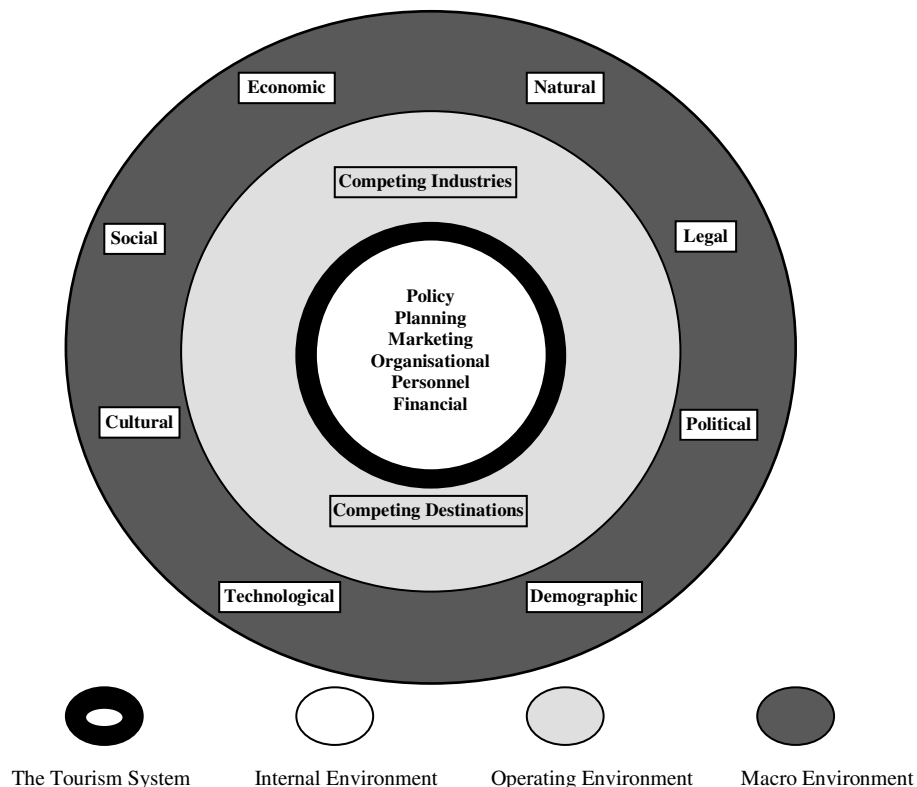 Economic
Natural
Competing Industries
Social
Legal
Policy
Planning
Marketing
Organisational
Personnel
Financial
Cultural
Political
Competing Destinations
Technological
Demographic
The Tourism System
Internal Environment
Operating Environment
Macro Environment